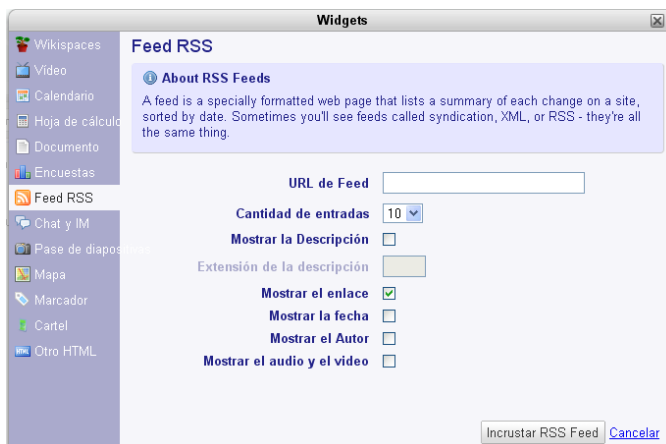 Widgets
Wikispaces
Vídeo
Calendario
Hoja de cálculo
Documento
Encuestas
Feed RSS
Chat y IM
Pase de diapositivas
Mapa
Marcador
Cartel
Otro HTML
Feed RSS
About RSS Feeds
A feed is a specially formatted web page that lists a summary of each change on a site,
sorted by date. Sometimes you'll see feeds called syndication, XML, or RSS - they're all
the same thing.
URL de Feed
Cantidad de entradas 10
Mostrar la Descripción
Extensión de la descripción
Mostrar el enlace
Mostrar la fecha
Mostrar el Autor
Mostrar el audio y el video
Incrustar RSS Feed Cancelar